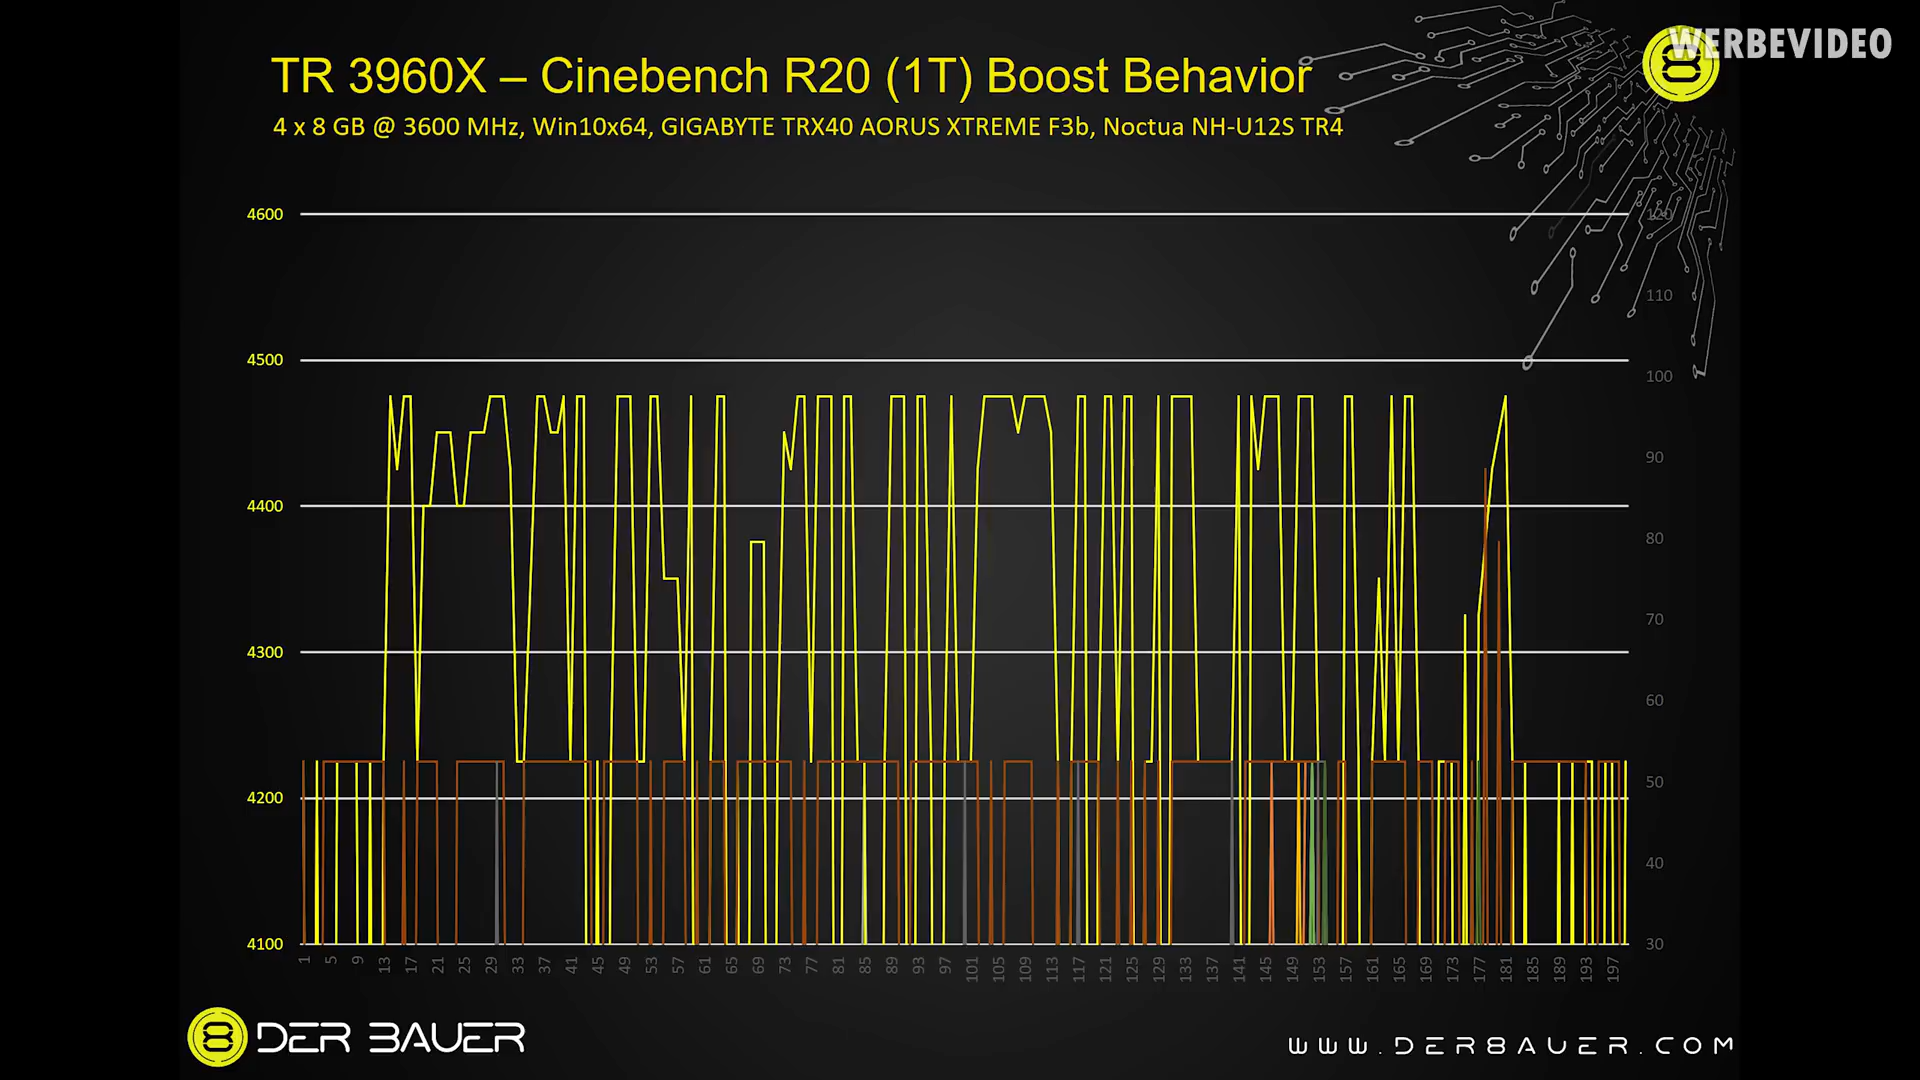 WERBEVIDEO
TR 3960X – Cinebench R20 (1T) Boost Behavior
4 x 8 GB @ 3600 MHz, Win10x64, GIGABYTE TRX40 AORUS XTREME F3b, Noctua NH-U12S TR4
4600
4500
4400
4300
4200
4100
120
110
100
90
80
70
60
50
40
30
1 5 9 13 17 21 25 29 33 37 41 45 49 53 57 61 65 69 73 77 81 85 89 93 97 101 105 109 113 117 121 125 129 133 137 141 145 149 153 157 161 165 169 173 177 181 185 189 193 197
DER BAUER
WWW.DER8AUER.COM